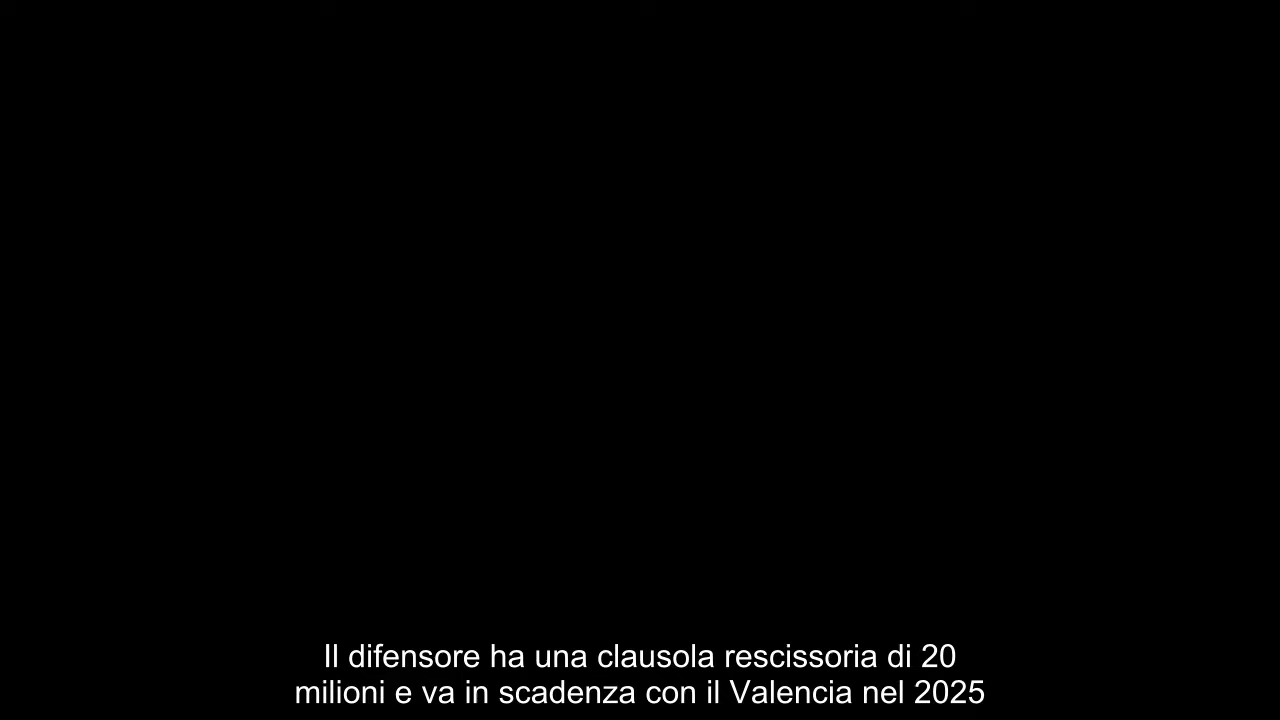 Il difensore ha una clausola rescissoria di 20
milioni e va in scadenza con il Valencia nel 2025